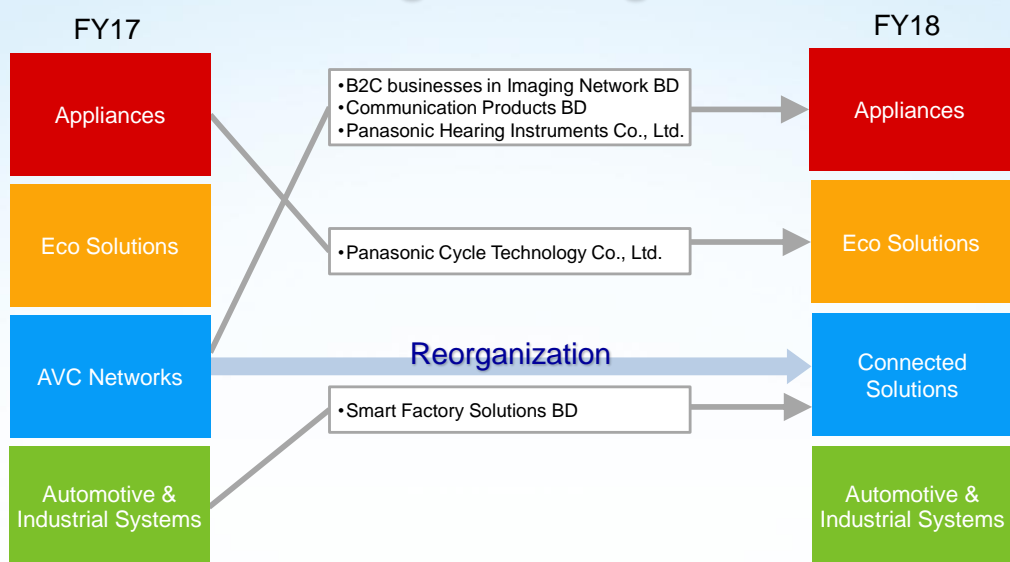 FY17
FY18
Appliances
•B2C businesses in Imaging Network BD
•Communication Products BD
•Panasonic Hearing Instruments Co., Ltd.
Appliances
Eco Solutions
•Panasonic Cycle Technology Co., Ltd.
Eco Solutions
AVC Networks
Reorganization
Connected
Solutions
•Smart Factory Solutions BD
Automotive &
Industrial Systems
Automotive &
Industrial Systems